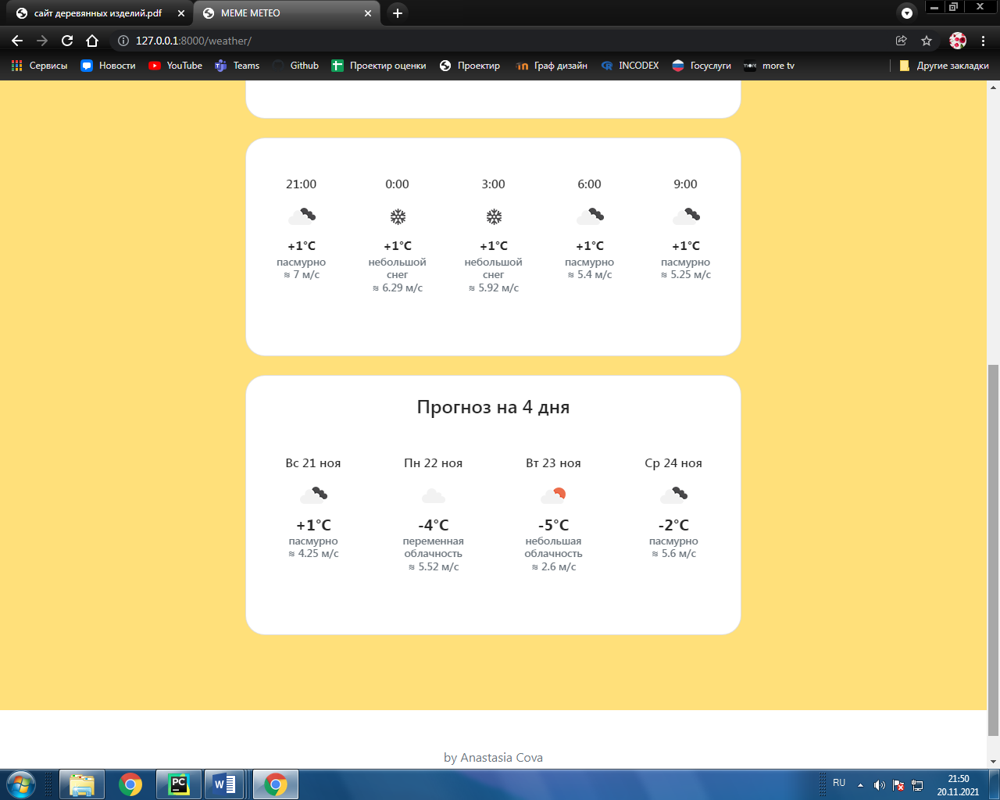 сайт деревянных изделий.pdf
MEME METEO
127.0.0.1:8000/weather/
Сервисы
Новости
YouTube
Teams
Github
Проектир оценки
Проектир
Граф дизайн
INCODEX
Госуслуги
more
more tv
Другие закладки
21:00
0:00
3:00
6:00
9:00
+1°C
+1°C
+1°C
+1°C
+1°C
пасмурно
небольшой
небольшой
пасмурно
пасмурно
≈ 7 м/с
снег
снег
≈ 5.4 м/с
≈ 5.25 м/с
≈ 6.29 м/с
≈ 5.92 м/с
Прогноз на 4 дня
Вс 21 ноя
Пн 22 ноя
Вт 23 ноя
Ср 24 ноя
+1°C
-4°C
-5°C
-2°C
пасмурно
переменная
небольшая
пасмурно
≈ 4.25 м/с
облачность
облачность
≈ 5.6 м/с
≈ 5.52 м/с
≈ 2.6 м/с
by Anastasia Cova
PC
W
RU
21:50
20.11.2021